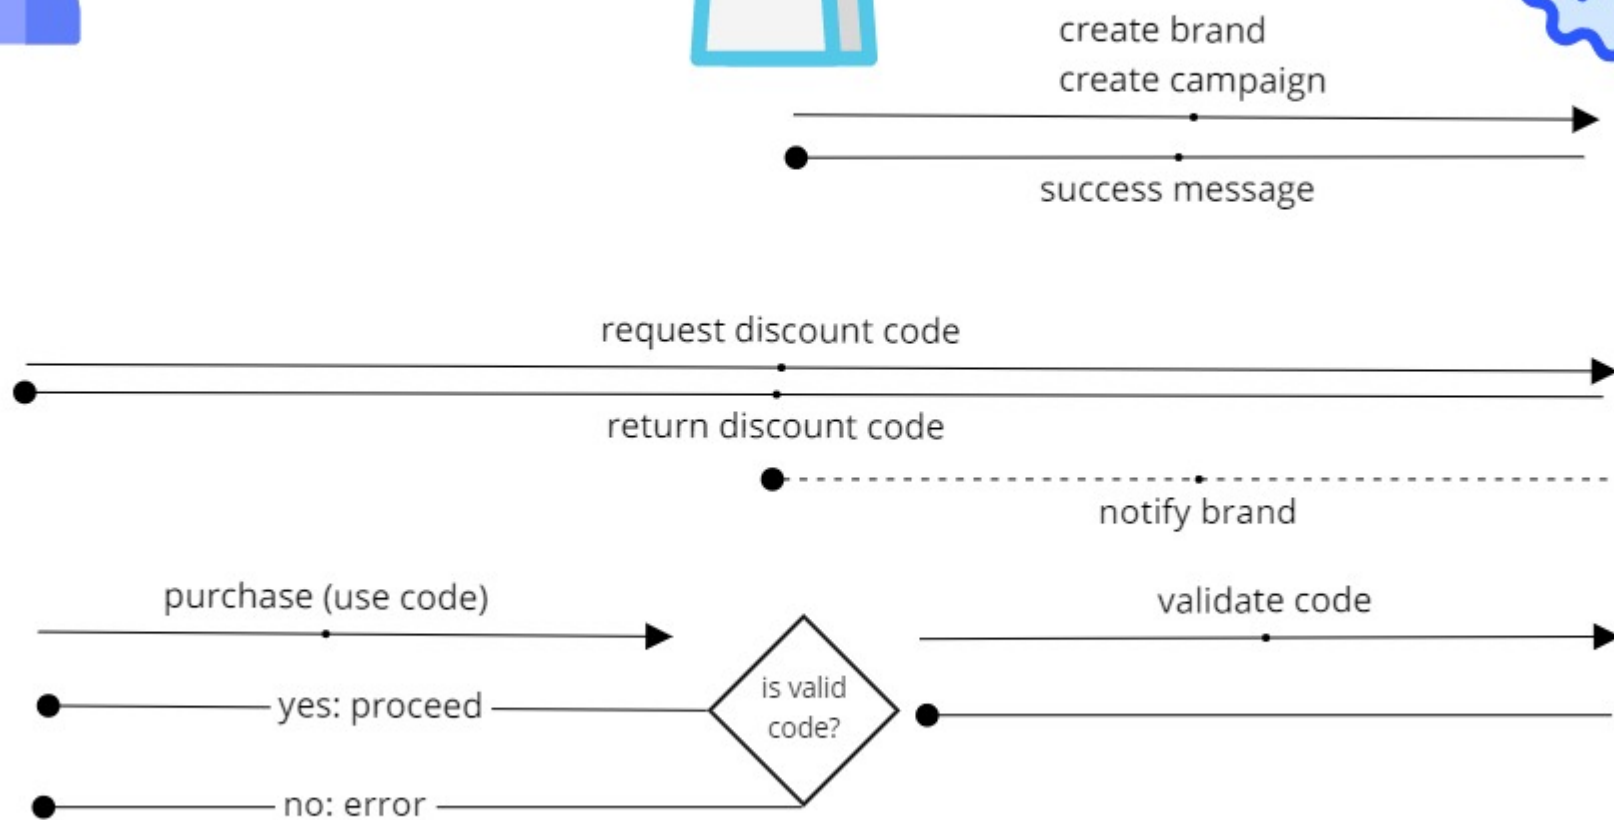 create brand
create campaign
success message
request discount code
return discount code
notify brand
purchase (use code)
validate code
is valid
code?
yes: proceed
no: error